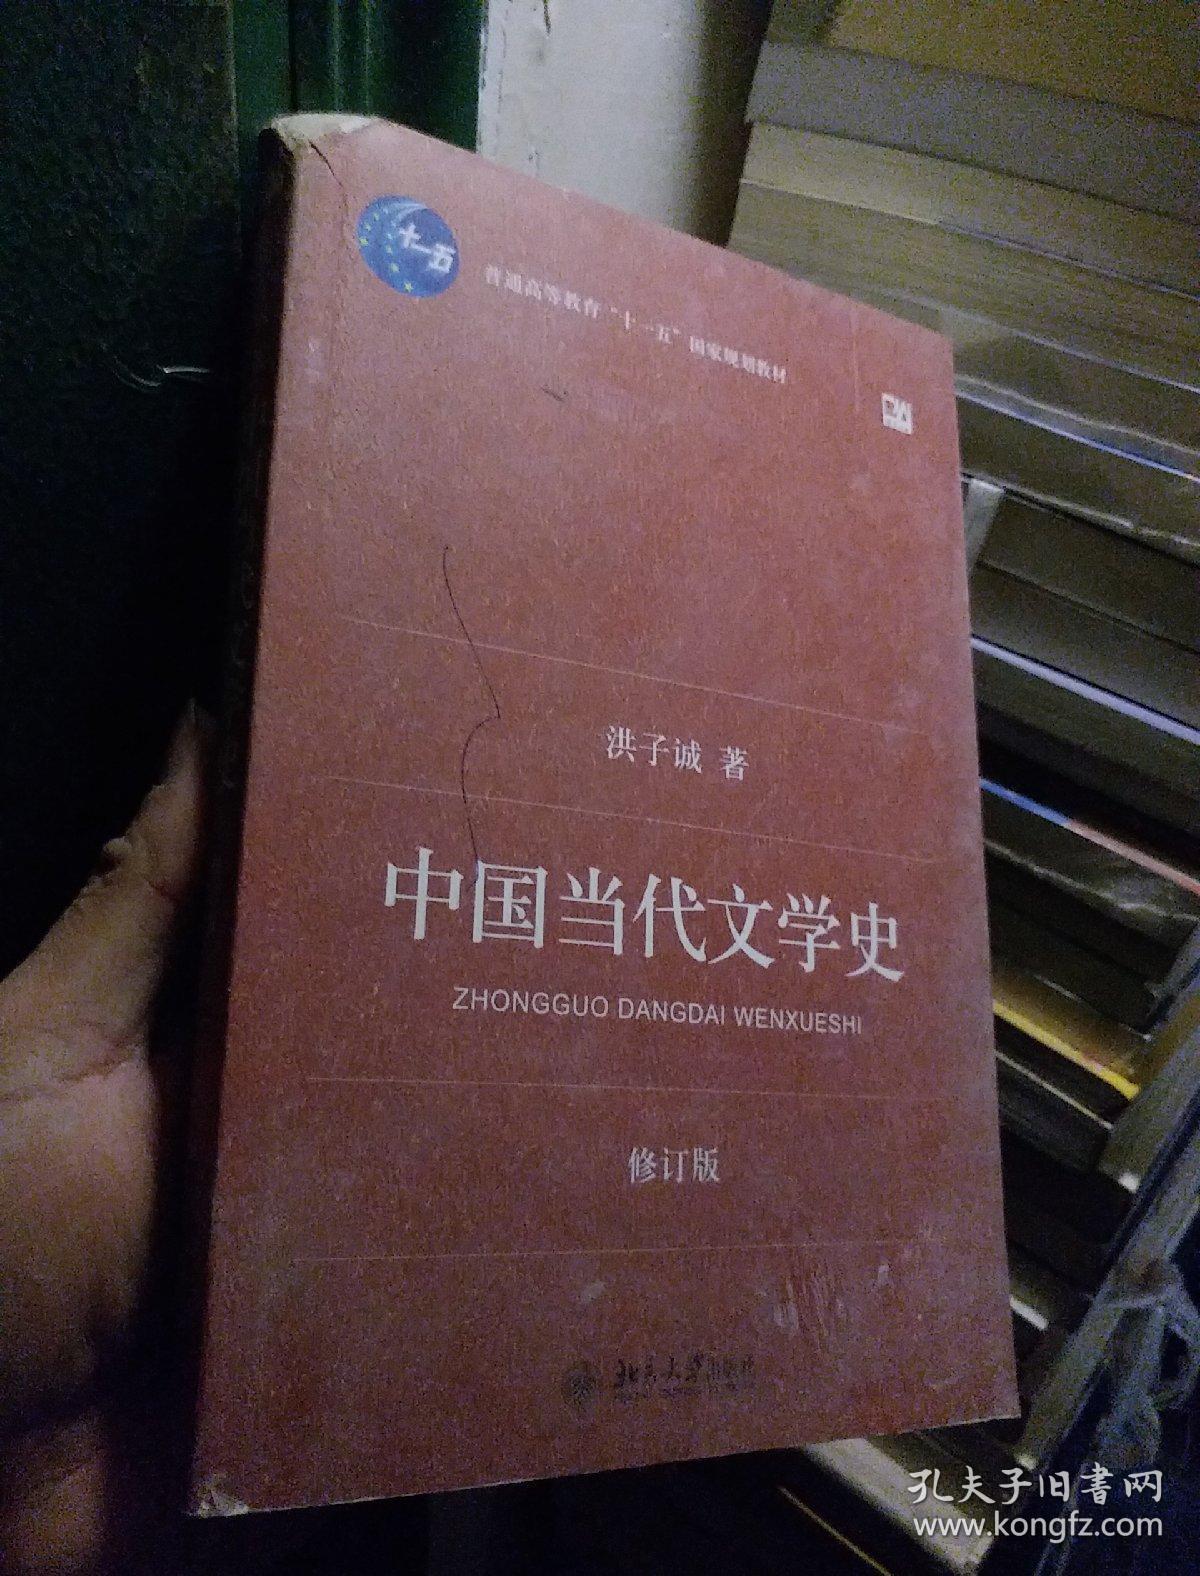 十一五
普通高等教育“十一五”国家规划教材
洪子诚 著
中国当代文学史
ZHONGGUO DANGDAI WENXUESHI
修订版
北京大学出版社
孔夫子旧书网
www.kongfz.com